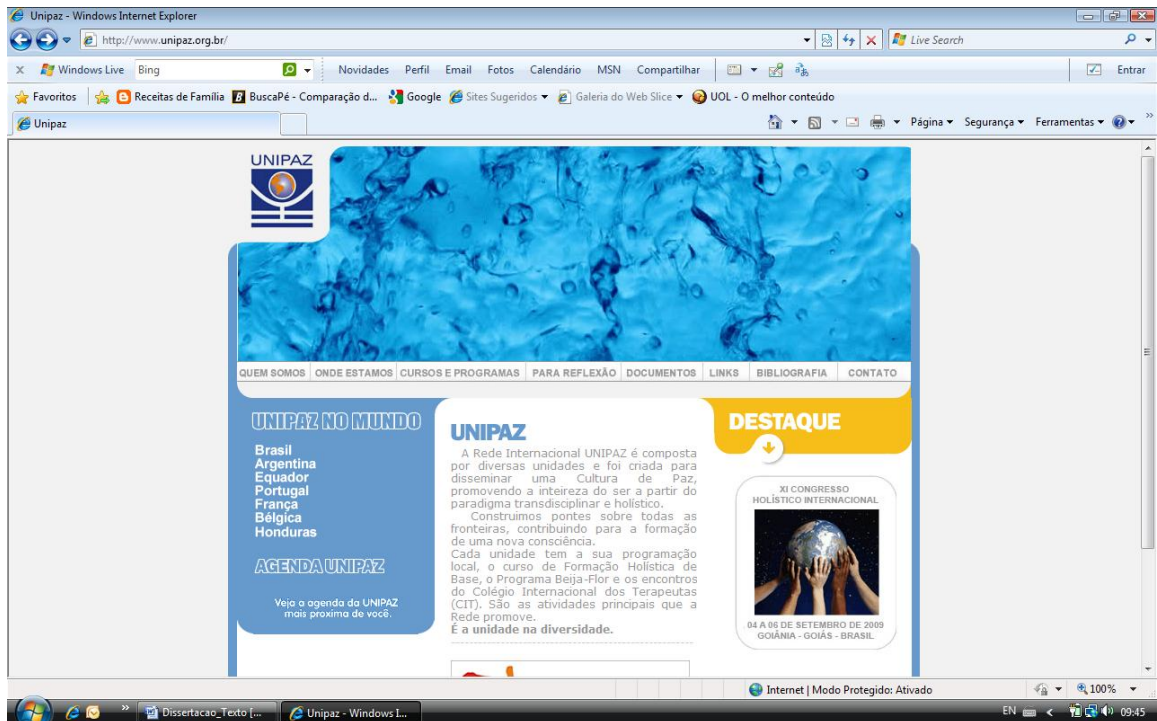 Unipaz - Windows Internet Explorer
http://www.unipaz.org.br/
Live Search
x Windows Live Bing Novidades Perfil Email Fotos Calendário MSN Compartilhar Entrar
Favoritos Receitas de Família BuscaPé - Comparação d... Google Sites Sugeridos Galeria do Web Slice UOL - O melhor conteúdo
Unipaz Página Segurança Ferramentas
UNIPAZ
QUEM SOMOS ONDE ESTAMOS CURSOS E PROGRAMAS PARA REFLEXÃO DOCUMENTOS LINKS BIBLIOGRAFIA CONTATO
UNIPAZ NO MUNDO
Brasil
Argentina
Equador
Portugal
França
Bélgica
Honduras
AGENDA UNIPAZ
Veja a agenda da UNIPAZ
mais proxima de você.
UNIPAZ
A Rede Internacional UNIPAZ é composta
por diversas unidades e foi criada para
disseminar uma Cultura de Paz,
promovendo a inteireza do ser a partir do
paradigma transdisciplinar e holístico.
Construimos pontes sobre todas as
fronteiras, contribuindo para a formação
de uma nova consciência.
Cada unidade tem a sua programação
local, o curso de Formação Holística de
Base, o Programa Beija-Flor e os encontros
do Colégio Internacional dos Terapeutas
(CIT). São as atividades principais que a
Rede promove.
É a unidade na diversidade.
DESTAQUE
XI CONGRESSO
HOLÍSTICO INTERNACIONAL
04 A 06 DE SETEMBRO DE 2009
GOIÂNIA - GOIÁS - BRASIL
Internet | Modo Protegido: Ativado 100%
Dissertacao_Texto [... Unipaz - Windows I... EN 09:45